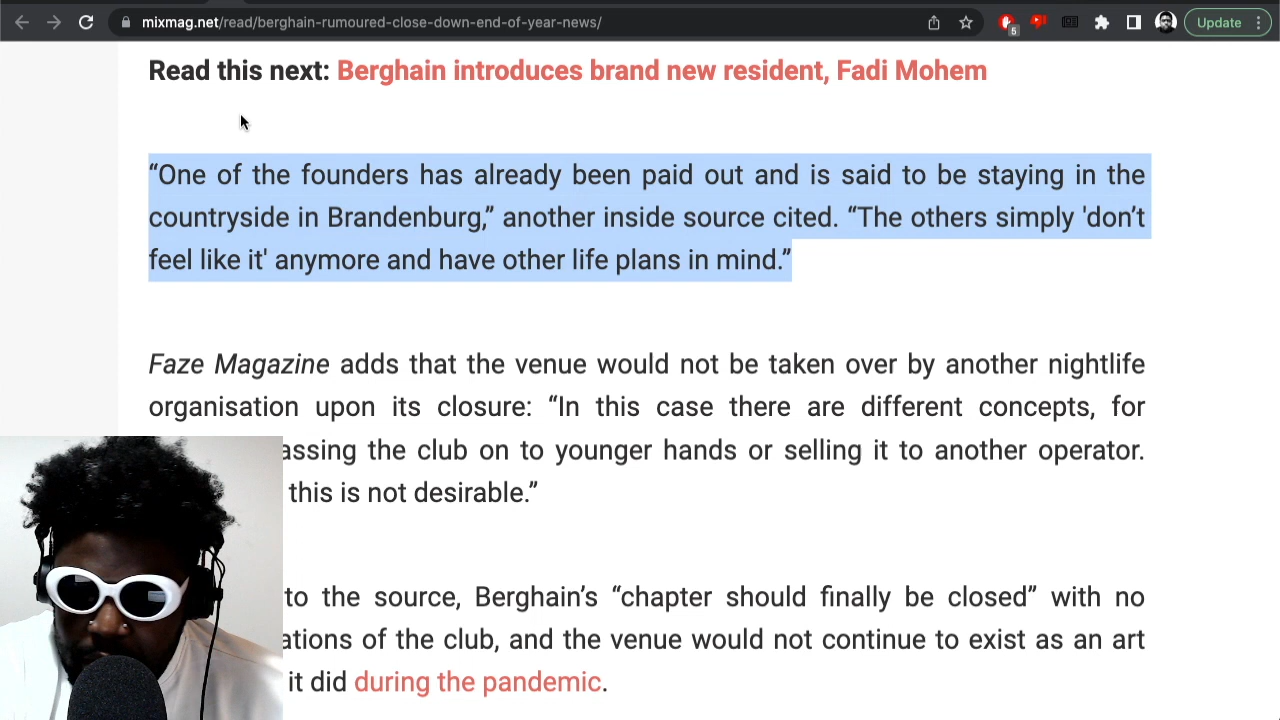 mixmag.net/read/berghain-rumoured-close-down-end-of-year-news/
5
Update
Read this next: Berghain introduces brand new resident, Fadi Mohem
“One of the founders has already been paid out and is said to be staying in the
countryside in Brandenburg,” another inside source cited. “The others simply 'don’t
feel like it' anymore and have other life plans in mind.”
Faze Magazine adds that the venue would not be taken over by another nightlife
organisation upon its closure: “In this case there are different concepts, for
assing the club on to younger hands or selling it to another operator.
this is not desirable.”
to the source, Berghain’s “chapter should finally be closed” with no
ations of the club, and the venue would not continue to exist as an art
it did during the pandemic.